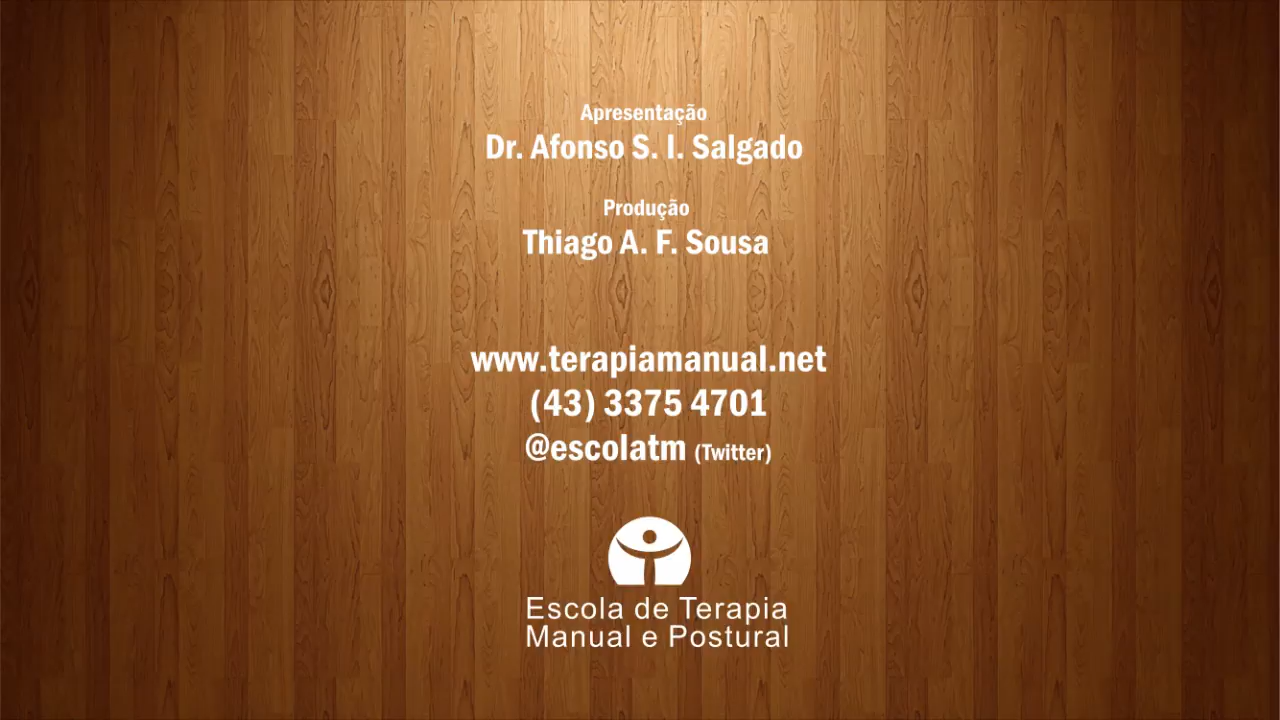 Apresentação
Dr. Afonso S. I. Salgado
Produção
Thiago A. F. Sousa
www.terapiamanual.net
(43) 3375 4701
@escolatm (Twitter)
Escola de Terapia
Manual e Postural